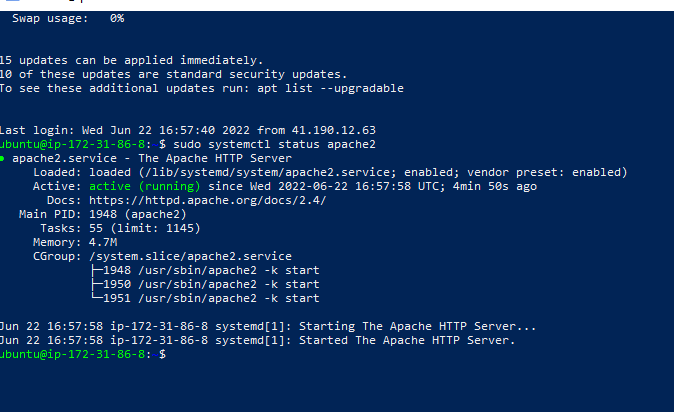 Swap usage:   0%
15 updates can be applied immediately.
10 of these updates are standard security updates.
To see these additional updates run: apt list --upgradable
Last login: Wed Jun 22 16:57:40 2022 from 41.190.12.63
ubuntu@ip-172-31-86-8: $ sudo systemctl status apache2
● apache2.service - The Apache HTTP Server
Loaded: loaded (/lib/systemd/system/apache2.service; enabled; vendor preset: enabled)
Active: active (running) since Wed 2022-06-22 16:57:58 UTC; 4min 50s ago
Docs: https://httpd.apache.org/docs/2.4/
Main PID: 1948 (apache2)
Tasks: 55 (limit: 1145)
Memory: 4.7M
CGroup: /system.slice/apache2.service
├─1948 /usr/sbin/apache2 -k start
├─1950 /usr/sbin/apache2 -k start
└─1951 /usr/sbin/apache2 -k start
Jun 22 16:57:58 ip-172-31-86-8 systemd[1]: Starting The Apache HTTP Server...
Jun 22 16:57:58 ip-172-31-86-8 systemd[1]: Started The Apache HTTP Server.
ubuntu@ip-172-31-86-8: $